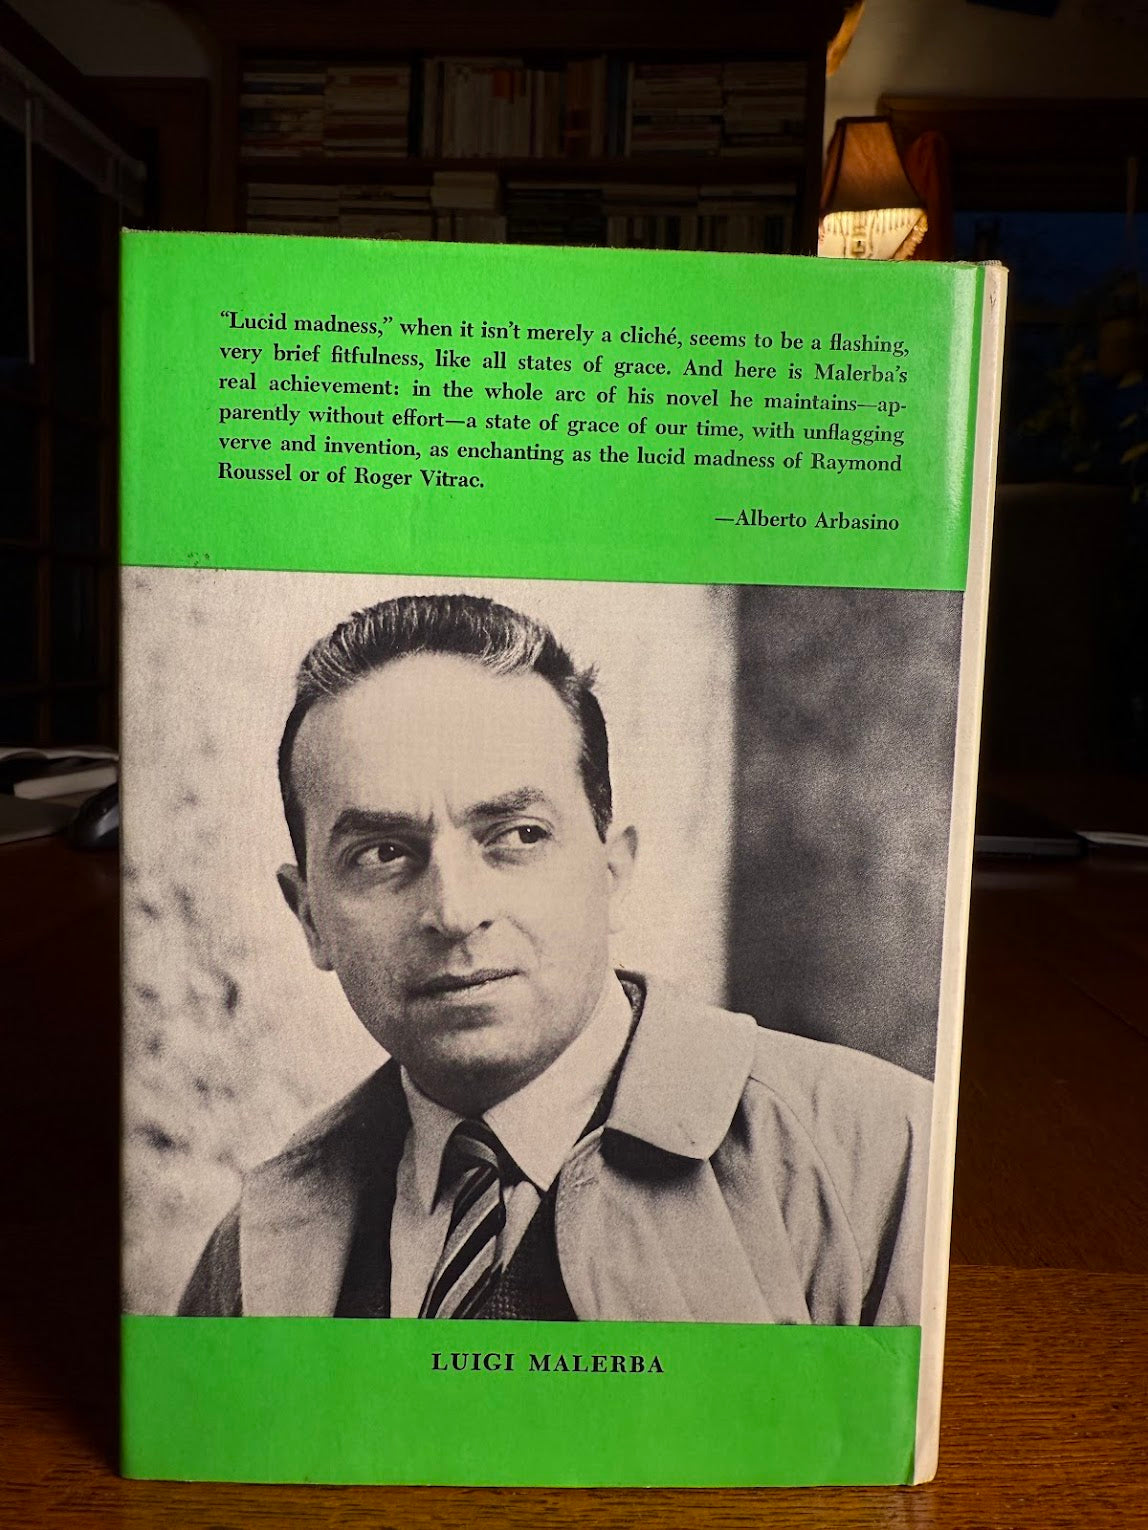 “Lucid madness,” when it isn’t merely a cliché, seems to be a flashing,
very brief fitfulness, like all states of grace. And here is Malerba’s
real achievement: in the whole arc of his novel he maintains—ap-
parently without effort—a state of grace of our time, with unflagging
verve and invention, as enchanting as the lucid madness of Raymond
Roussel or of Roger Vitrac.
—Alberto Arbasino
LUIGI MALERBA